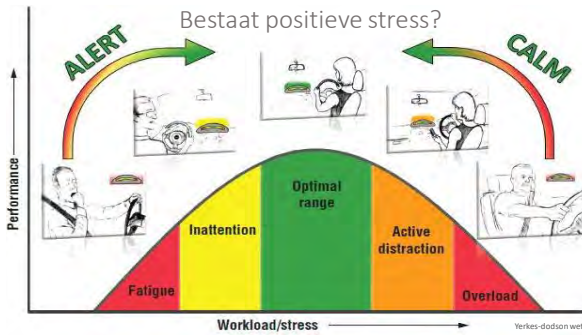 Bestaat positieve stress?
ALERT
CALM
Performance
Optimal
range
Inattention
Active
distraction
Fatigue
Overload
Workload/stress
Yerkes-dodson wet